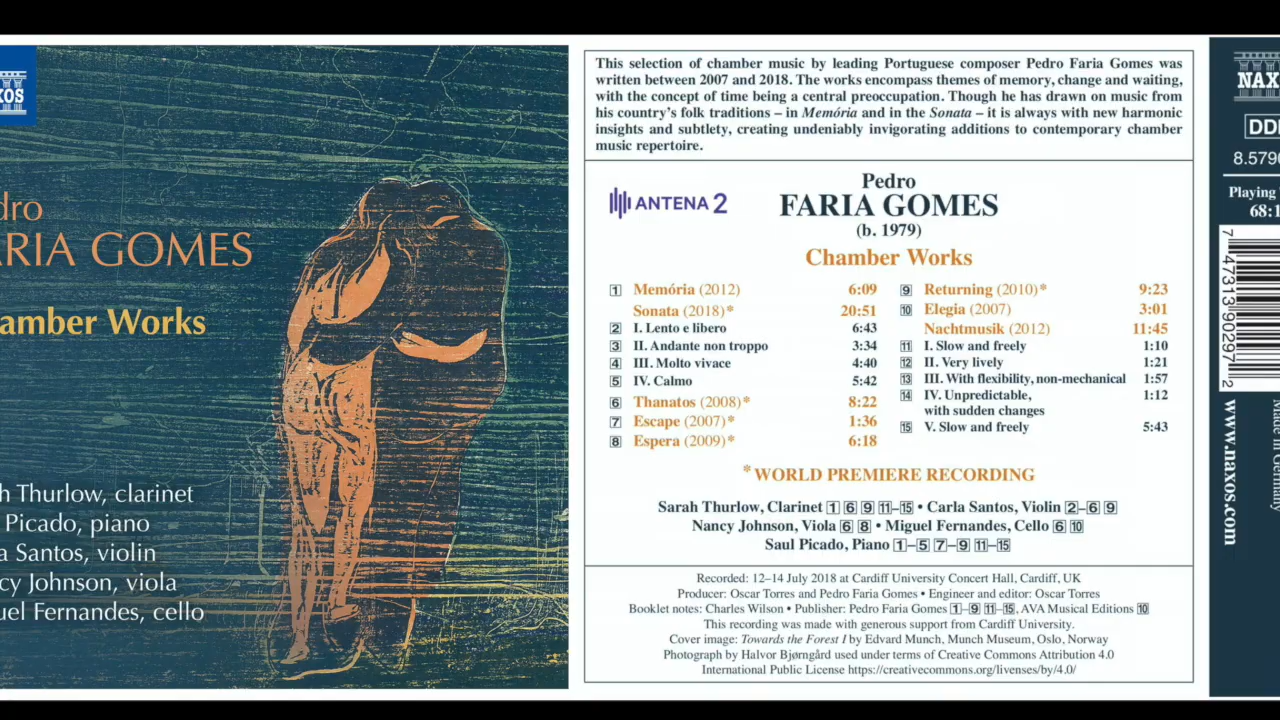 XOS
dro
ARIA GOMES
amber Works
h Thurlow, clarinet
Picado, piano
a Santos, violin
cy Johnson, viola
uel Fernandes, cello
This selection of chamber music by leading Portuguese composer Pedro Faria Gomes was
written between 2007 and 2018. The works encompass themes of memory, change and waiting,
with the concept of time being a central preoccupation. Though he has drawn on music from
his country's folk traditions – in Memória and in the Sonata – it is always with new harmonic
insights and subtlety, creating undeniably invigorating additions to contemporary chamber
music repertoire.
ANTENA 2
Pedro
FARIA GOMES
(b. 1979)
Chamber Works
1 Memória (2012) 6:09
Sonata (2018)* 20:51
2 I. Lento e libero 6:43
3 II. Andante non troppo 3:34
4 III. Molto vivace 4:40
5 IV. Calmo 5:42
6 Thanatos (2008)* 8:22
7 Escape (2007)* 1:36
8 Espera (2009)* 6:18
9 Returning (2010)* 9:23
10 Elegia (2007) 3:01
Nachtmusik (2012) 11:45
11 I. Slow and freely 1:10
12 II. Very lively 1:21
13 III. With flexibility, non-mechanical 1:57
14 IV. Unpredictable, 1:12
with sudden changes
15 V. Slow and freely 5:43
*WORLD PREMIERE RECORDING
Sarah Thurlow, Clarinet 1 6 9 11–15 • Carla Santos, Violin 2–6 9
Nancy Johnson, Viola 6 8 • Miguel Fernandes, Cello 6 10
Saul Picado, Piano 1–5 7–9 11–15
Recorded: 12–14 July 2018 at Cardiff University Concert Hall, Cardiff, UK
Producer: Oscar Torres and Pedro Faria Gomes • Engineer and editor: Oscar Torres
Booklet notes: Charles Wilson • Publisher: Pedro Faria Gomes 1–9 11–15, AVA Musical Editions 10
This recording was made with generous support from Cardiff University.
Cover image: Towards the Forest I by Edvard Munch, Munch Museum, Oslo, Norway
Photograph by Halvor Bjørngård used under terms of Creative Commons Attribution 4.0
International Public License https://creativecommons.org/livenses/by/4.0/
NAX
DD
8.5790
Playing
68:1
7 47313 90297 2
www.naxos.com